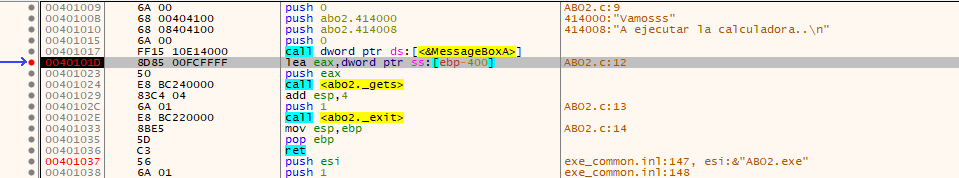 00401009 6A 00 push 0 ABO2.c:9
0040100B 68 00404100 push abo2.414000 414000:"Vamosss"
00401010 68 08404100 push abo2.414008 414008:"A ejecutar la calculadora..\n"
00401015 6A 00 push 0
00401017 FF15 10E14000 call dword ptr ds:[<&MessageBoxA>]
0040101D 8D85 00FCFFFF lea eax,dword ptr ss:[ebp-400] ABO2.c:12
00401023 50 push eax
00401024 E8 BC240000 call <abo2._gets>
00401029 83C4 04 add esp,4
0040102C 6A 01 push 1 ABO2.c:13
0040102E E8 BC220000 call <abo2._exit>
00401033 8BE5 mov esp,ebp ABO2.c:14
00401035 5D pop ebp
00401036 C3 ret
00401037 56 push esi exe_common.inl:147, esi:&"ABO2.exe"
00401038 6A 01 push 1 exe_common.inl:148